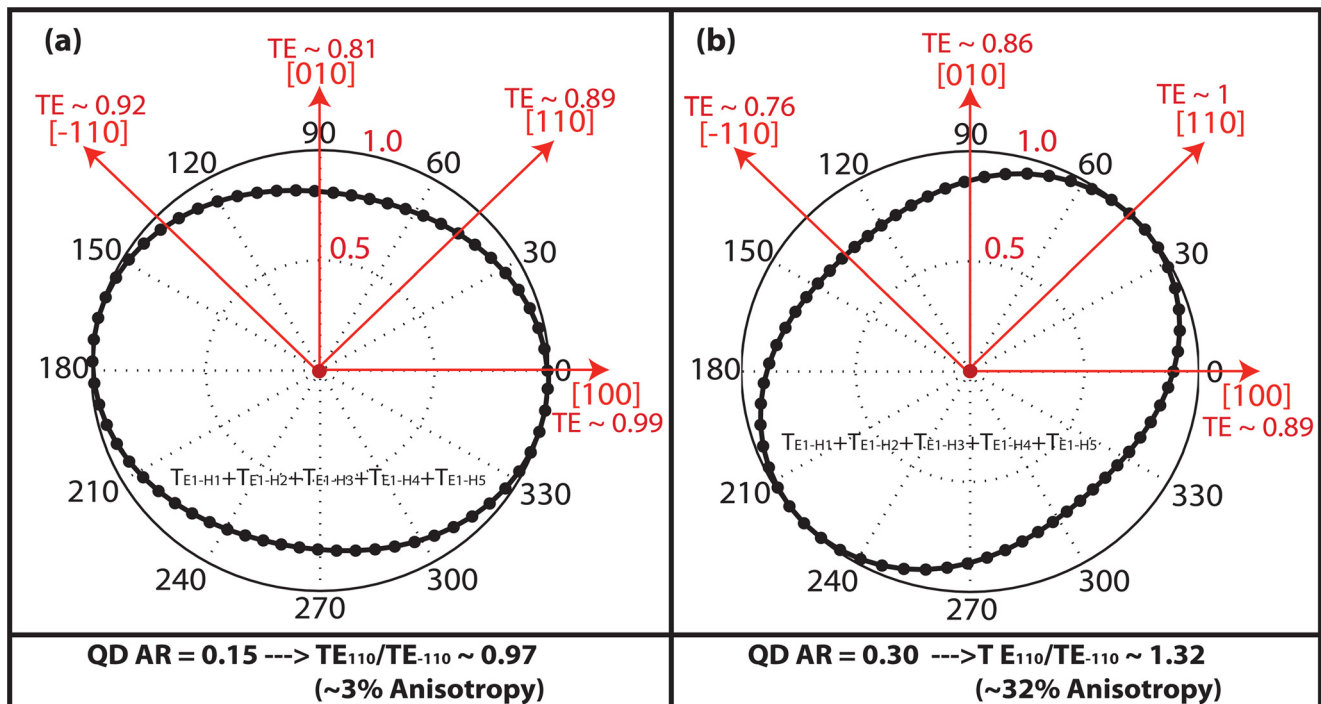 (a)
TE ~ 0.81
[010]
TE ~ 0.92
[-110]
TE ~ 0.89
[110]
90
1.0
120
60
150
0.5
30
180
0
[100]
TE ~ 0.99
TE1-H1+TE1-H2+TE1-H3+TE1-H4+TE1-H5
210
330
240
300
270
QD AR = 0.15 ---> TE110/TE-110 ~ 0.97
(~3% Anisotropy)
(b)
TE ~ 0.86
[010]
TE ~ 0.76
[-110]
TE ~ 1
[110]
90
1.0
120
60
150
0.5
30
180
0
[100]
TE ~ 0.89
TE1-H1+TE1-H2+TE1-H3+TE1-H4+TE1-H5
210
330
240
300
270
QD AR = 0.30 --->T E110/TE-110 ~ 1.32
(~32% Anisotropy)